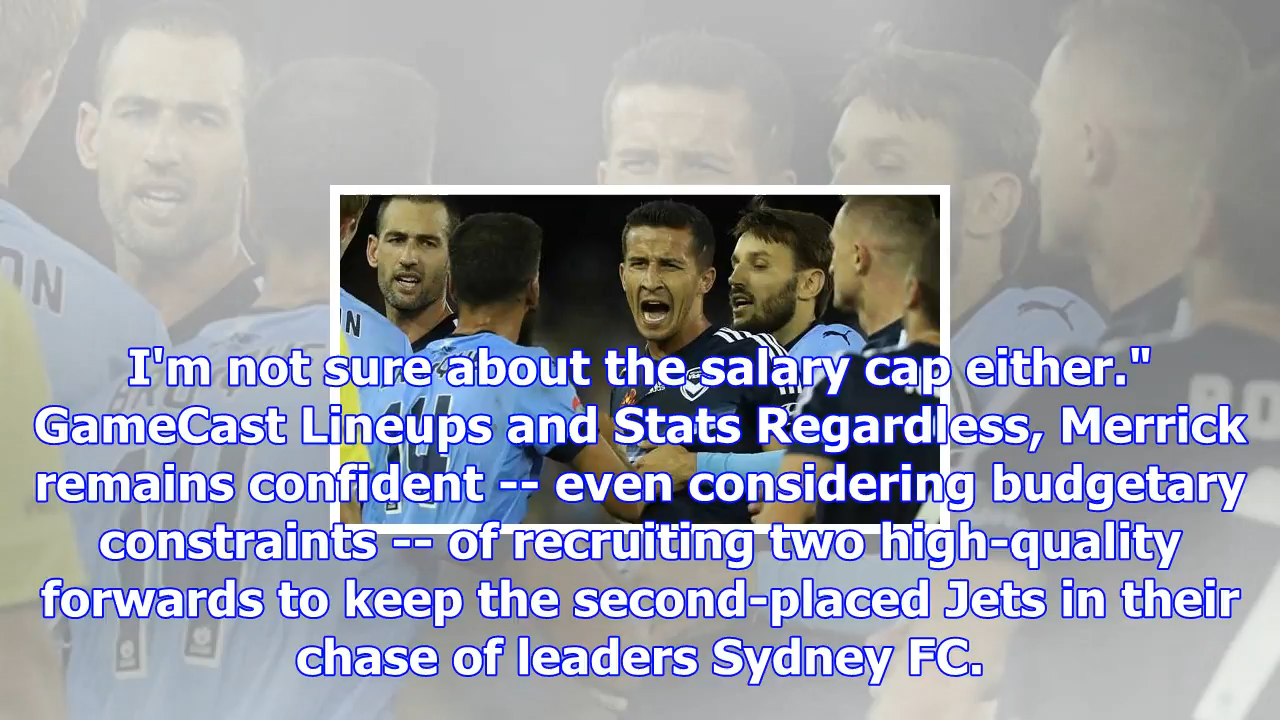 I'm not sure about the salary cap either."
GameCast Lineups and Stats Regardless, Merrick
remains confident -- even considering budgetary
constraints -- of recruiting two high-quality
forwards to keep the second-placed Jets in their
chase of leaders Sydney FC.
14